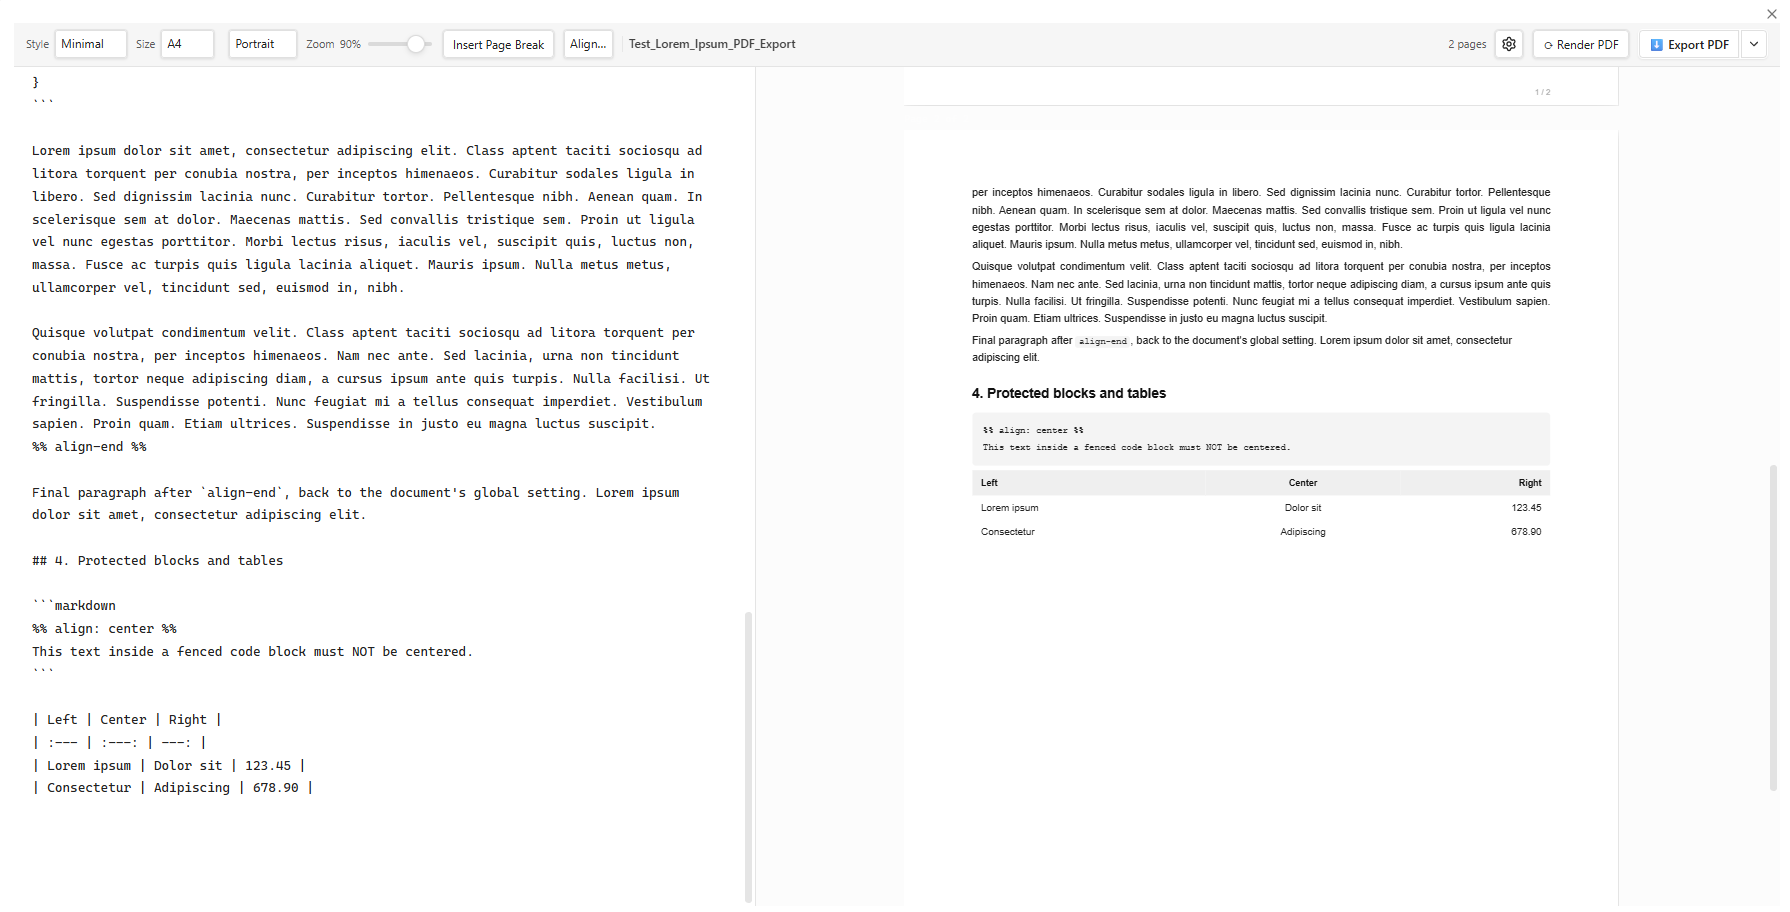 Style Minimal Size A4 Portrait Zoom 90% Insert Page Break Align... Test_Lorem_Ipsum_PDF_Export 2 pages Render PDF Export PDF
}
```
Lorem ipsum dolor sit amet, consectetur adipiscing elit. Class aptent taciti sociosqu ad
litora torquent per conubia nostra, per inceptos himenaeos. Curabitur sodales ligula in
libero. Sed dignissim lacinia nunc. Curabitur tortor. Pellentesque nibh. Aenean quam. In
scelerisque sem at dolor. Maecenas mattis. Sed convallis tristique sem. Proin ut ligula
vel nunc egestas porttitor. Morbi lectus risus, iaculis vel, suscipit quis, luctus non,
massa. Fusce ac turpis quis ligula lacinia aliquet. Mauris ipsum. Nulla metus metus,
ullamcorper vel, tincidunt sed, euismod in, nibh.
Quisque volutpat condimentum velit. Class aptent taciti sociosqu ad litora torquent per
conubia nostra, per inceptos himenaeos. Nam nec ante. Sed lacinia, urna non tincidunt
mattis, tortor neque adipiscing diam, a cursus ipsum ante quis turpis. Nulla facilisi. Ut
fringilla. Suspendisse potenti. Nunc feugiat mi a tellus consequat imperdiet. Vestibulum
sapien. Proin quam. Etiam ultrices. Suspendisse in justo eu magna luctus suscipit.
%% align-end %%
Final paragraph after `align-end`, back to the document's global setting. Lorem ipsum
dolor sit amet, consectetur adipiscing elit.
## 4. Protected blocks and tables
```markdown
%% align: center %%
This text inside a fenced code block must NOT be centered.
```
| Left | Center | Right |
| :--- | :---: | ---: |
| Lorem ipsum | Dolor sit | 123.45 |
| Consectetur | Adipiscing | 678.90 |
1 / 2
per inceptos himenaeos. Curabitur sodales ligula in libero. Sed dignissim lacinia nunc. Curabitur tortor. Pellentesque
nibh. Aenean quam. In scelerisque sem at dolor. Maecenas mattis. Sed convallis tristique sem. Proin ut ligula vel nunc
egestas porttitor. Morbi lectus risus, iaculis vel, suscipit quis, luctus non, massa. Fusce ac turpis quis ligula lacinia
aliquet. Mauris ipsum. Nulla metus metus, ullamcorper vel, tincidunt sed, euismod in, nibh.
Quisque volutpat condimentum velit. Class aptent taciti sociosqu ad litora torquent per conubia nostra, per inceptos
himenaeos. Nam nec ante. Sed lacinia, urna non tincidunt mattis, tortor neque adipiscing diam, a cursus ipsum ante quis
turpis. Nulla facilisi. Ut fringilla. Suspendisse potenti. Nunc feugiat mi a tellus consequat imperdiet. Vestibulum sapien.
Proin quam. Etiam ultrices. Suspendisse in justo eu magna luctus suscipit.
Final paragraph after align-end, back to the document's global setting. Lorem ipsum dolor sit amet, consectetur
adipiscing elit.
4. Protected blocks and tables
%% align: center %%
This text inside a fenced code block must NOT be centered.
Left Center Right
Lorem ipsum Dolor sit 123.45
Consectetur Adipiscing 678.90